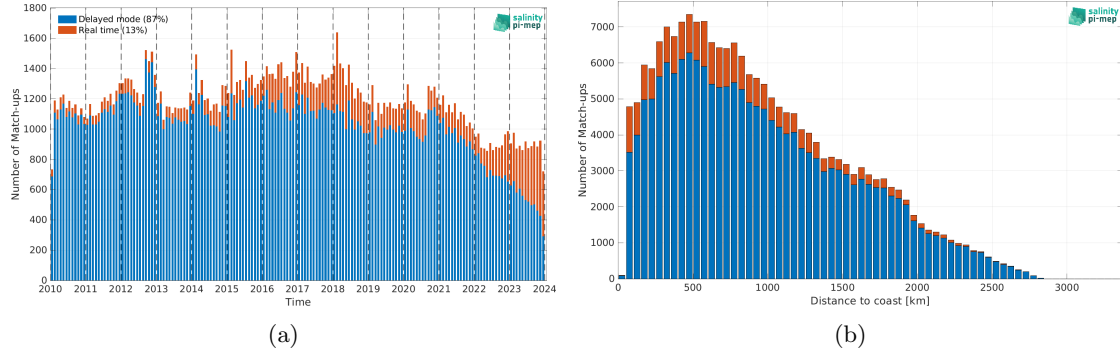 Delayed mode (87%)
Real time (13%)
salinity
pi-mep
Number of Match-ups
1800
1600
1400
1200
1000
800
600
400
200
0
2010 2011 2012 2013 2014 2015 2016 2017 2018 2019 2020 2021 2022 2023 2024
Time
(a)
salinity
pi-mep
Number of Match-ups
7000
6000
5000
4000
3000
2000
1000
0
0 500 1000 1500 2000 2500 3000
Distance to coast [km]
(b)